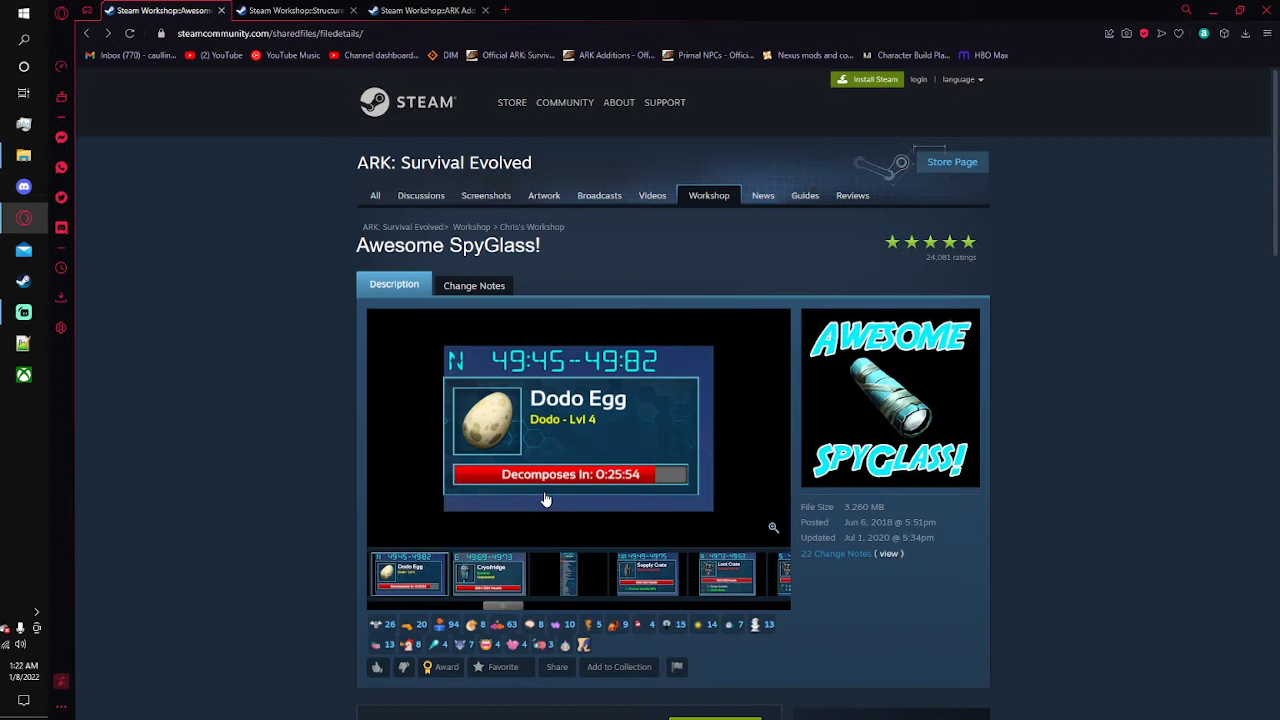 Steam Workshop::Awesom
Steam Workshop::Structure
Steam Workshop::ARK Add
steamcommunity.com/sharedfiles/filedetails/
Inbox (770) - caullin...
(2) YouTube
YouTube Music
Channel dashboard...
DIM
Official ARK: Surviv...
ARK Additions - Off...
Primal NPCs - Offici...
Nexus mods and co...
Character Build Pla...
HBO Max
Install Steam
login
language
STEAM
STORE
COMMUNITY
ABOUT
SUPPORT
ARK: Survival Evolved
Store Page
All
Discussions
Screenshots
Artwork
Broadcasts
Videos
Workshop
News
Guides
Reviews
ARK: Survival Evolved > Workshop > Chris's Workshop
Awesome SpyGlass!
24,081 ratings
Description
Change Notes
N 49:45--49:82
Dodo Egg
Dodo - Lvl 4
Decomposes In: 0:25:54
AWESOME
SPYGLASS!
File Size 3.260 MB
Posted Jun 6, 2018 @ 5:51pm
Updated Jul 1, 2020 @ 5:34pm
22 Change Notes ( view )
Dodo Egg
Cryofridge
Supply Crate
Loot Crate
26 20 94 8 63 8 10 5 9 4 15 14 7 13
13 8 4 7 4 4 3
Award
Favorite
Share
Add to Collection
1:22 AM
1/8/2022